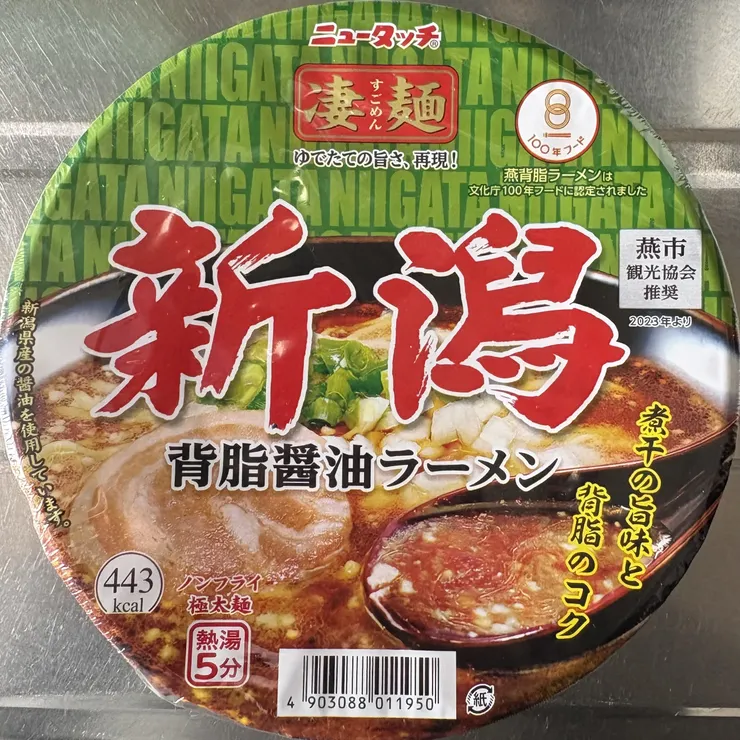 ニュータッチ®
凄麺
すごめん
ゆでたての旨さ、再現!
100年フード
燕背脂ラーメンは
文化庁100年フードに認定されました
NIIGATA NIIGATA NIIGATA
燕市
観光協会
推奨
2023年より
新潟
背脂醤油ラーメン
新潟県産の醤油を使用しています。
煮干の旨味と
背脂のコク
443
kcal
ノンフライ
極太麺
熱湯
5分
4 903088 011950
紙